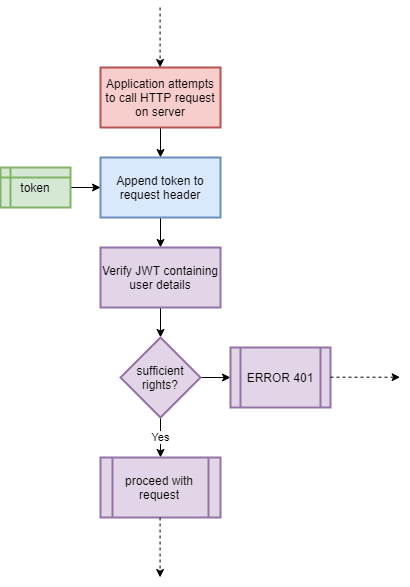 Application attempts
to call HTTP request
on server
token
Append token to
request header
Verify JWT containing
user details
sufficient
rights?
ERROR 401
Yes
proceed with
request